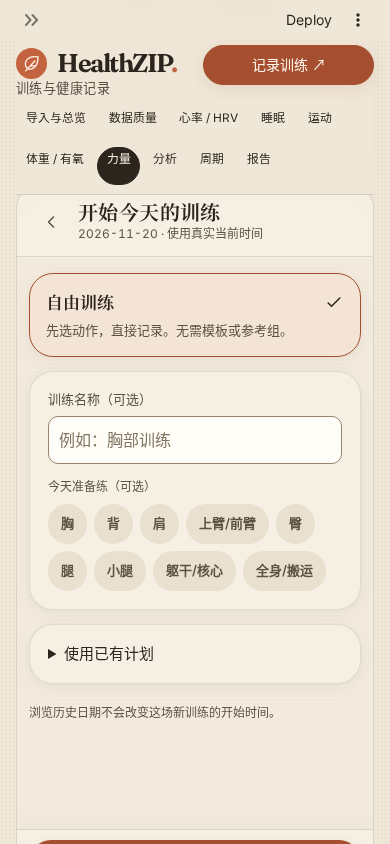 Deploy
HealthZIP.
训练与健康记录
记录训练 ↗
导入与总览 数据质量 心率 / HRV 睡眠 运动
体重 / 有氧 力量 分析 周期 报告
开始今天的训练
2026-11-20 · 使用真实当前时间
自由训练
先选动作，直接记录。无需模板或参考组。
训练名称（可选）
例如：胸部训练
今天准备练（可选）
胸 背 肩 上臂/前臂 臀
腿 小腿 躯干/核心 全身/搬运
使用已有计划
浏览历史日期不会改变这场新训练的开始时间。